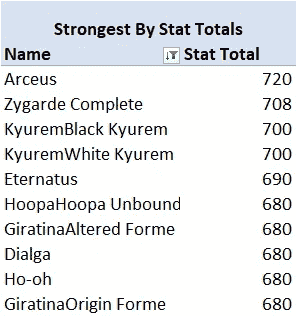 Strongest By Stat Totals
Name Stat Total
Arceus 720
Zygarde Complete 708
KyuremBlack Kyurem 700
KyuremWhite Kyurem 700
Eternatus 690
HoopaHoopa Unbound 680
GiratinaAltered Forme 680
Dialga 680
Ho-oh 680
GiratinaOrigin Forme 680